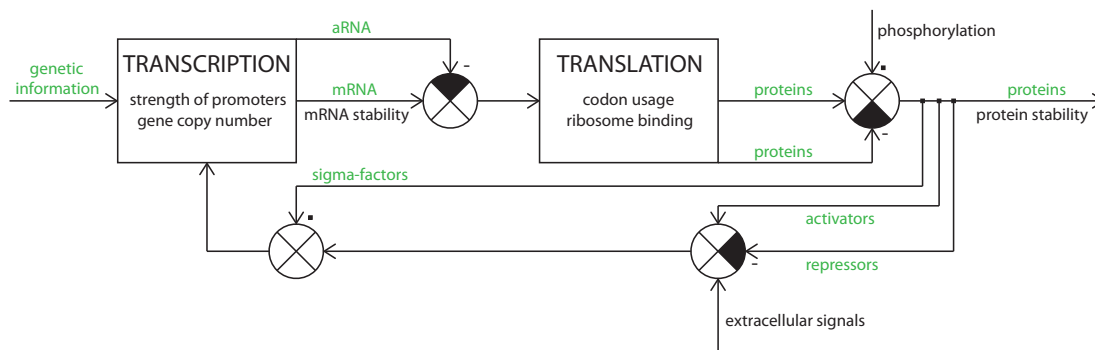 aRNA
phosphorylation
-
genetic
information
TRANSCRIPTION
strength of promoters
gene copy number
mRNA
mRNA stability
TRANSLATION
codon usage
ribosome binding
proteins
proteins
-
proteins
protein stability
sigma-factors
activators
-
repressors
extracellular signals